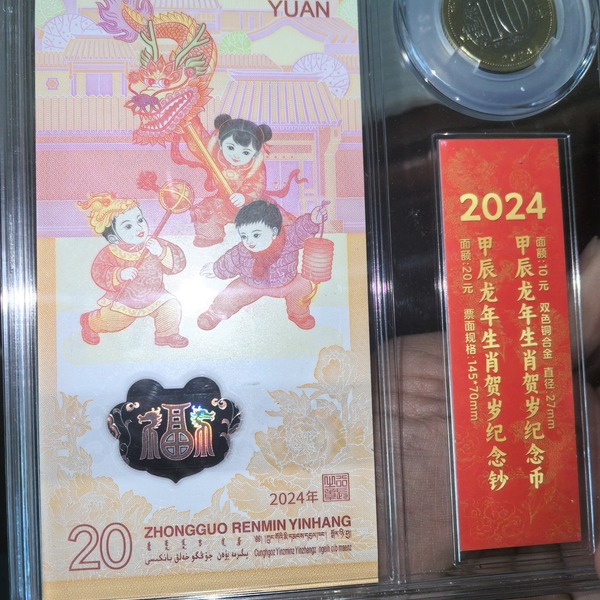 YUAN
福
2024年
20
ZHONGGUO RENMIN YINHANG
10
2024
2024
面额:10元 双色铜合金 直径:27mm
甲辰龙年生肖贺岁纪念币
甲辰龙年生肖贺岁纪念钞
面额:20元 票面规格:145*70mm